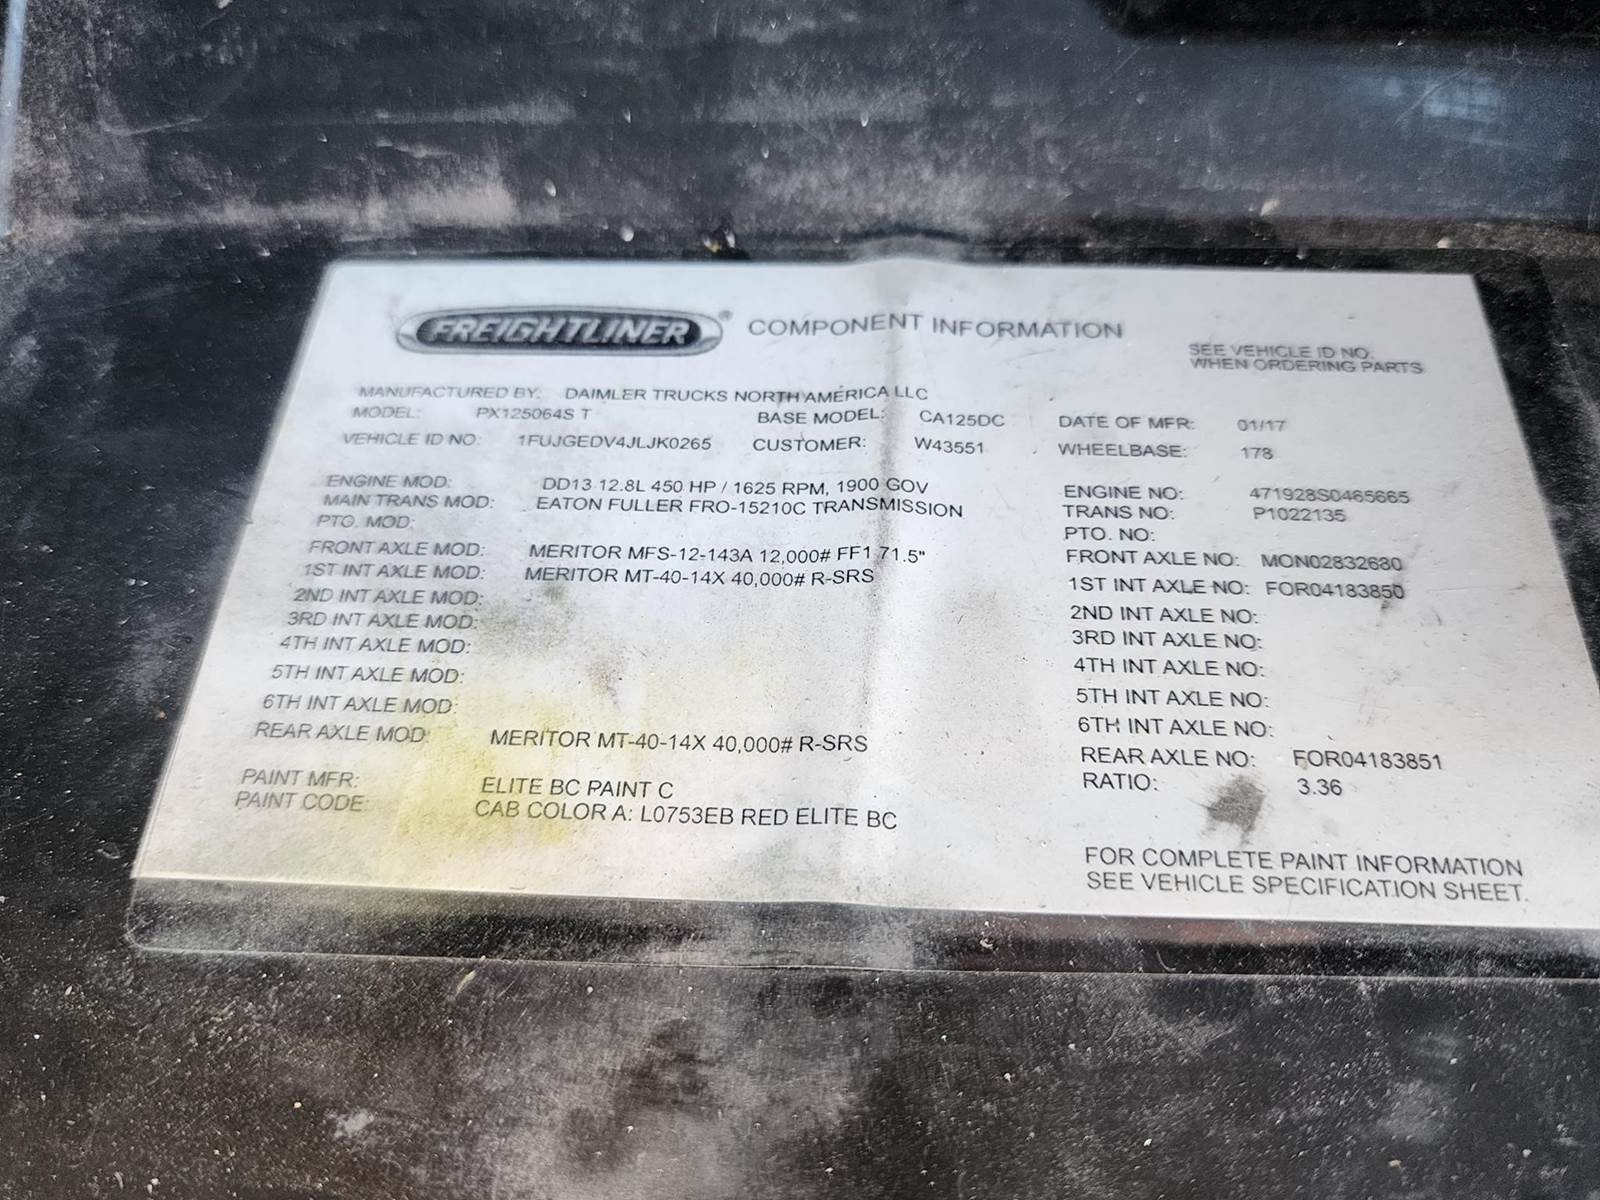 FREIGHTLINER® COMPONENT INFORMATION
SEE VEHICLE ID NO.
WHEN ORDERING PARTS
MANUFACTURED BY: DAIMLER TRUCKS NORTH AMERICA LLC
MODEL: PX125064S T BASE MODEL: CA125DC DATE OF MFR: 01/17
VEHICLE ID NO: 1FUJGEDV4JLJK0265 CUSTOMER: W43551 WHEELBASE: 178
ENGINE MOD: DD13 12.8L 450 HP / 1625 RPM, 1900 GOV ENGINE NO: 471928S0465665
MAIN TRANS MOD: EATON FULLER FRO-15210C TRANSMISSION TRANS NO: P1022135
PTO. MOD: PTO. NO:
FRONT AXLE MOD: MERITOR MFS-12-143A 12,000# FF1 71.5" FRONT AXLE NO: MON02832680
1ST INT AXLE MOD: MERITOR MT-40-14X 40,000# R-SRS 1ST INT AXLE NO: FOR04183850
2ND INT AXLE MOD: 2ND INT AXLE NO:
3RD INT AXLE MOD: 3RD INT AXLE NO:
4TH INT AXLE MOD: 4TH INT AXLE NO:
5TH INT AXLE MOD: 5TH INT AXLE NO:
6TH INT AXLE MOD: 6TH INT AXLE NO:
REAR AXLE MOD: MERITOR MT-40-14X 40,000# R-SRS REAR AXLE NO: FOR04183851
RATIO: 3.36
PAINT MFR: ELITE BC PAINT C
PAINT CODE: CAB COLOR A: L0753EB RED ELITE BC
FOR COMPLETE PAINT INFORMATION
SEE VEHICLE SPECIFICATION SHEET.